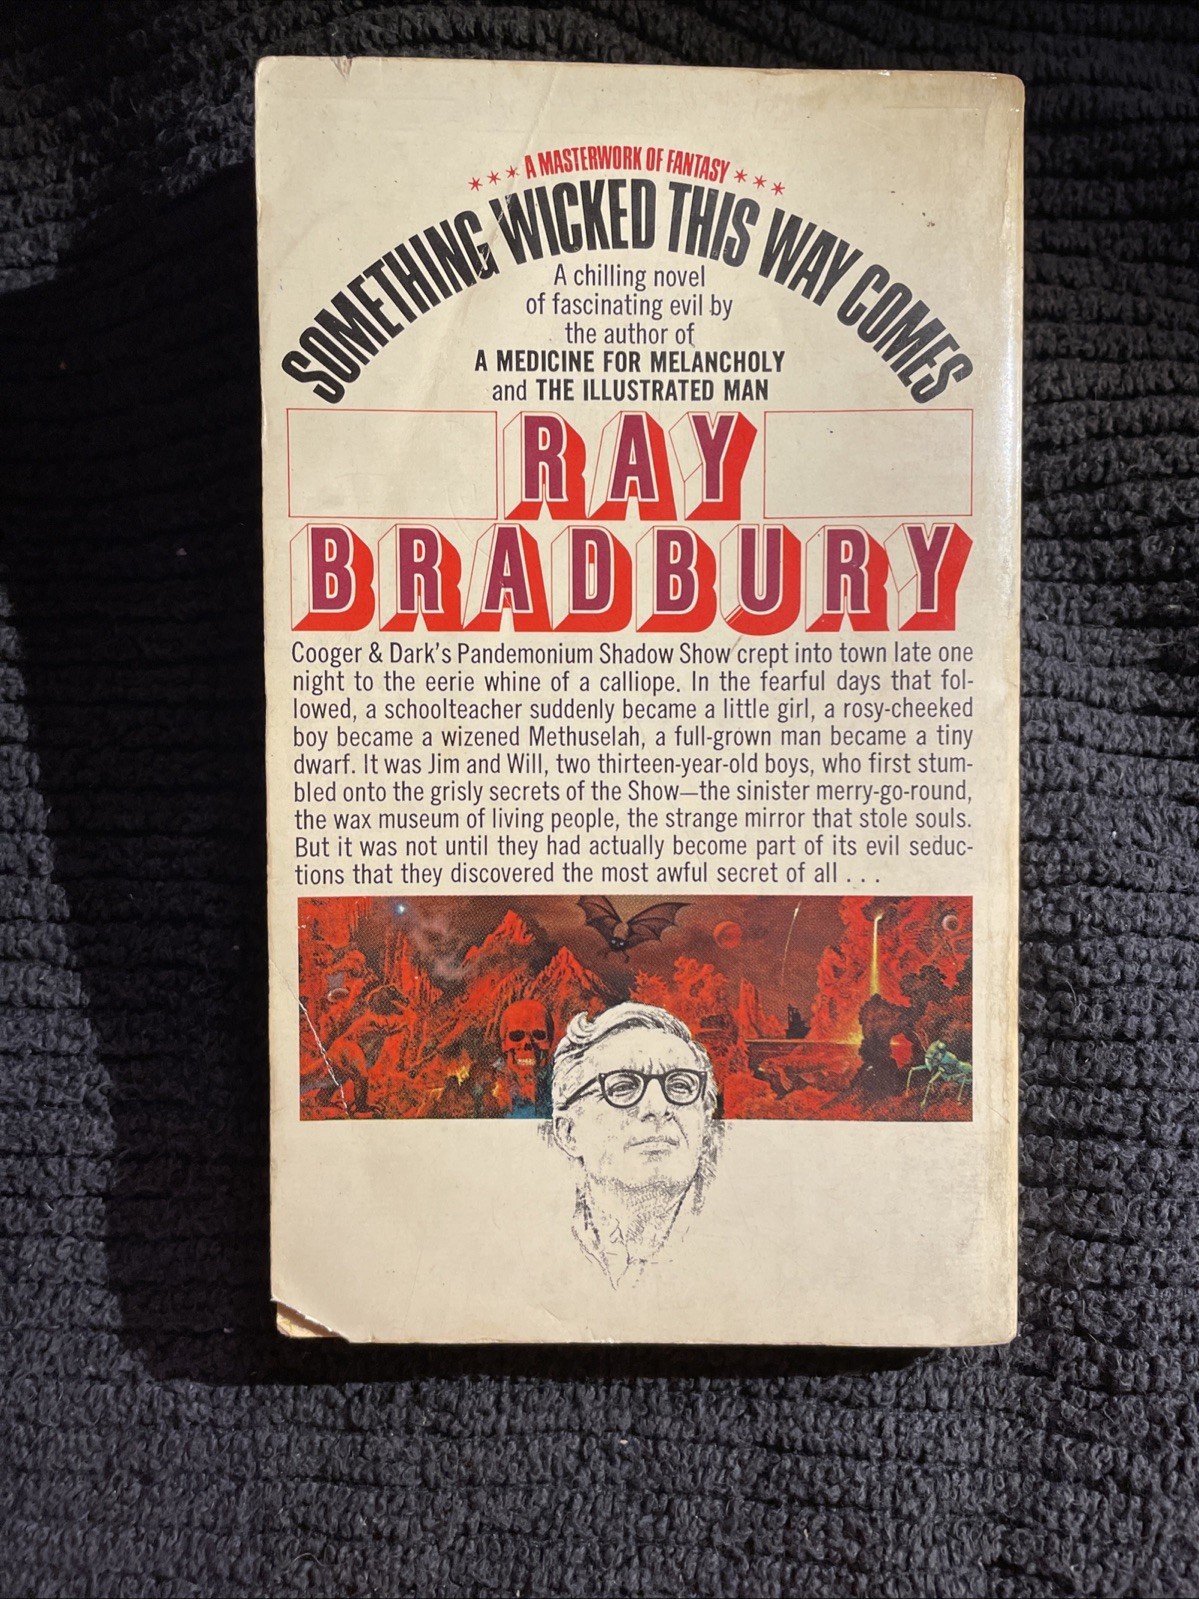 * * * A MASTERWORK OF FANTASY * * *
SOMETHING WICKED THIS WAY COMES
A chilling novel
of fascinating evil by
the author of
A MEDICINE FOR MELANCHOLY
and THE ILLUSTRATED MAN
RAY
BRADBURY
Cooger & Dark's Pandemonium Shadow Show crept into town late one
night to the eerie whine of a calliope. In the fearful days that fol-
lowed, a schoolteacher suddenly became a little girl, a rosy-cheeked
boy became a wizened Methuselah, a full-grown man became a tiny
dwarf. It was Jim and Will, two thirteen-year-old boys, who first stum-
bled onto the grisly secrets of the Show—the sinister merry-go-round,
the wax museum of living people, the strange mirror that stole souls.
But it was not until they had actually become part of its evil seduc-
tions that they discovered the most awful secret of all . . .